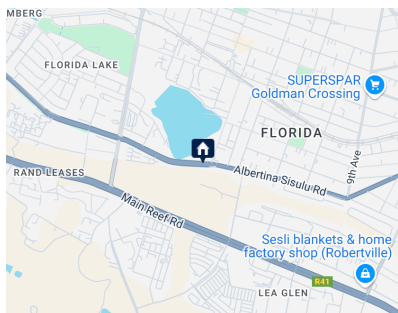 MBERG
FLORIDA LAKE
SUPERSPAR
Goldman Crossing
FLORIDA
9th Ave
RAND LEASES
Albertina Sisulu Rd
Main Reef Rd
Sesli blankets & home
factory shop (Robertville)
R41
LEA GLEN